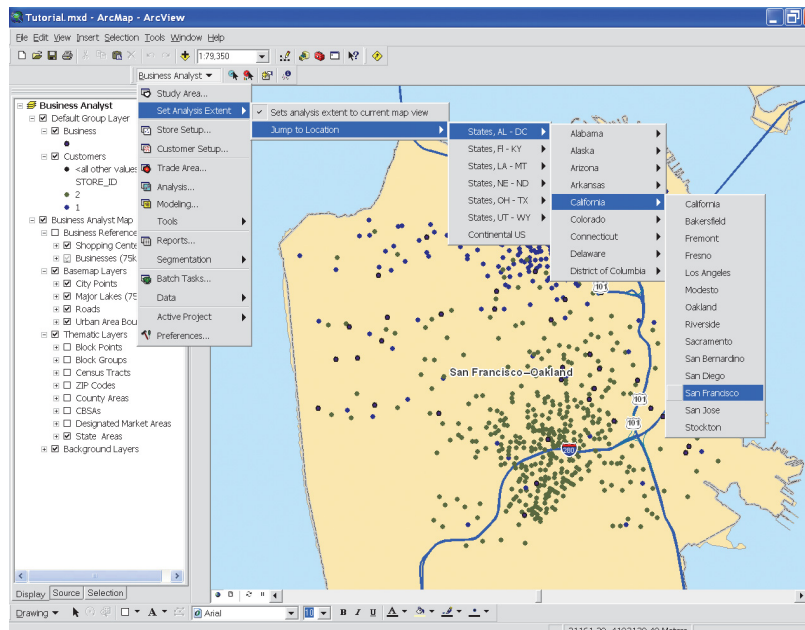 Tutorial.mxd - ArcMap - ArcView
File Edit View Insert Selection Tools Window Help
1:79,350
Business Analyst
Study Area...
Set Analysis Extent
Store Setup...
Customer Setup...
Trade Area...
Analysis...
Modeling...
Tools
Reports...
Segmentation
Batch Tasks...
Data
Active Project
Preferences...
Sets analysis extent to current map view
Jump to Location
States, AL - DC
States, Fl - KY
States, LA - MT
States, NE - ND
States, OH - TX
States, UT - WY
Continental US
Alabama
Alaska
Arizona
Arkansas
California
Colorado
Connecticut
Delaware
District of Columbia
California
Bakersfield
Fremont
Fresno
Los Angeles
Modesto
Oakland
Riverside
Sacramento
San Bernardino
San Diego
San Francisco
San Jose
Stockton
Business Analyst
Default Group Layer
Business
Customers
<all other values
STORE_ID
2
1
Business Analyst Map
Business Reference
Shopping Cente
Businesses (75k
Basemap Layers
City Points
Major Lakes (75
Roads
Urban Area Bou
Thematic Layers
Block Points
Block Groups
Census Tracts
ZIP Codes
County Areas
CBSAs
Designated Market Areas
State Areas
Background Layers
San Francisco-Oakland
101
101
101
280
Display Source Selection
Drawing A Arial 10 B I U A